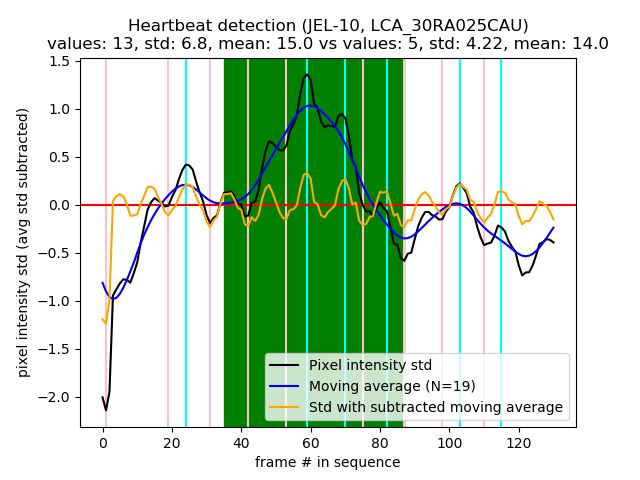 Heartbeat detection (JEL-10, LCA_30RA025CAU)
values: 13, std: 6.8, mean: 15.0 vs values: 5, std: 4.22, mean: 14.0
1.5
1.0
0.5
0.0
−0.5
−1.0
−1.5
−2.0
pixel intensity std (avg std subtracted)
Pixel intensity std
Moving average (N=19)
Std with subtracted moving average
0 20 40 60 80 100 120
frame # in sequence